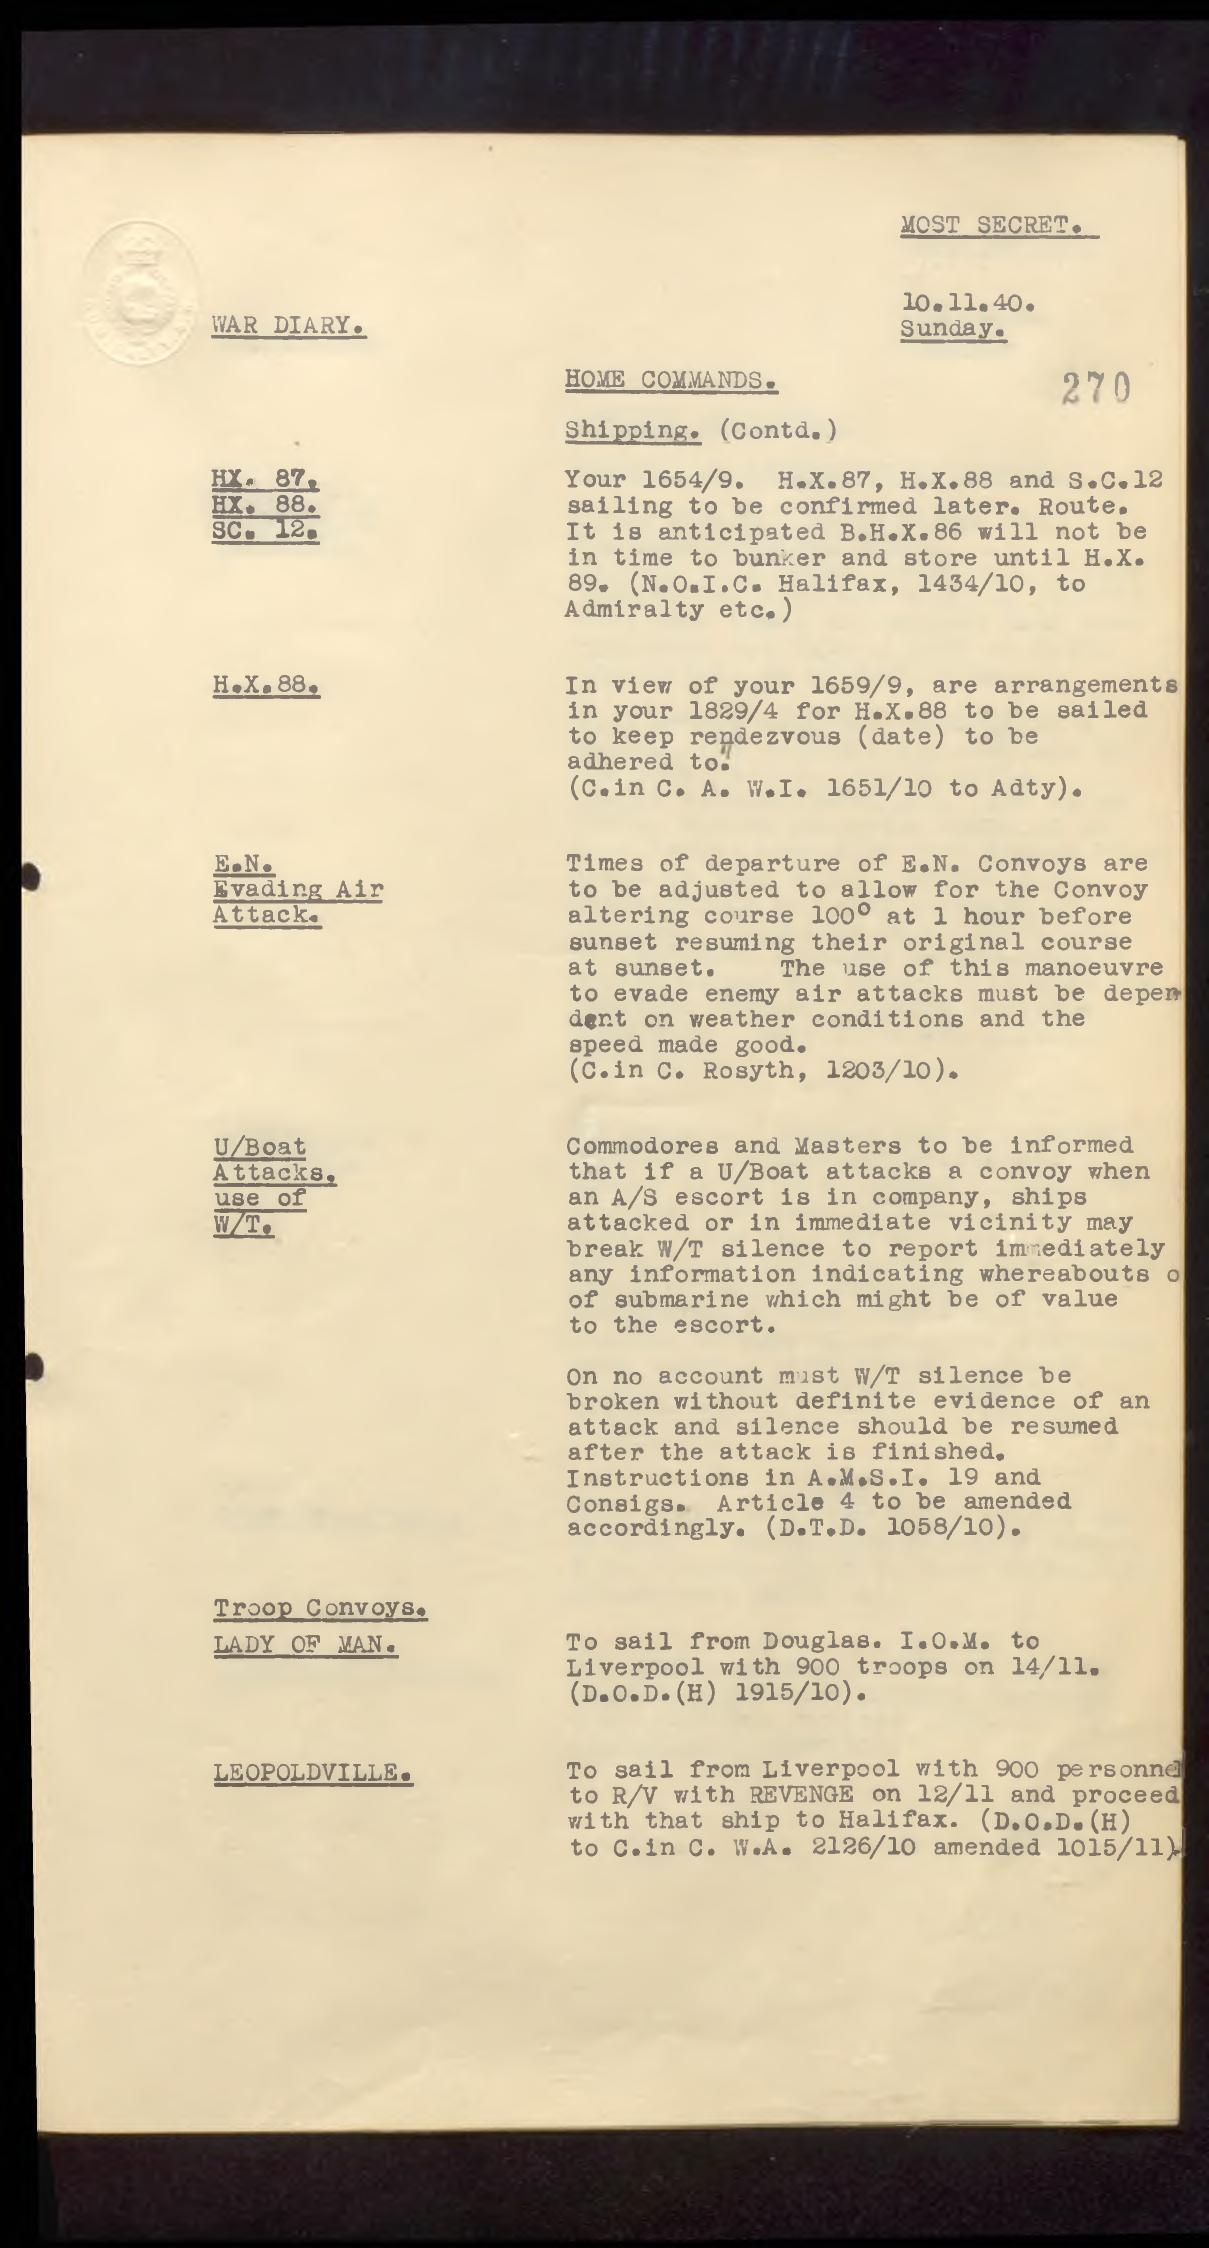 MOST SECRET.
10.11.40.
Sunday.
WAR DIARY.
HOME COMMANDS.
270
Shipping. (Contd.)
HX. 87.
HX. 88.
SC. 12.
Your 1654/9. H.X.87, H.X.88 and S.C.12
sailing to be confirmed later. Route.
It is anticipated B.H.X.86 will not be
in time to bunker and store until H.X.
89. (N.O.I.C. Halifax, 1434/10, to
Admiralty etc.)
H.X.88.
In view of your 1659/9, are arrangements
in your 1829/4 for H.X.88 to be sailed
to keep rendezvous (date) to be
adhered to.
(C.in C. A. W.I. 1651/10 to Adty).
E.N.
Evading Air
Attack.
Times of departure of E.N. Convoys are
to be adjusted to allow for the Convoy
altering course 100° at 1 hour before
sunset resuming their original course
at sunset. The use of this manoeuvre
to evade enemy air attacks must be depen-
dent on weather conditions and the
speed made good.
(C.in C. Rosyth, 1203/10).
U/Boat
Attacks.
use of
W/T.
Commodores and Masters to be informed
that if a U/Boat attacks a convoy when
an A/S escort is in company, ships
attacked or in immediate vicinity may
break W/T silence to report immediately
any information indicating whereabouts o
of submarine which might be of value
to the escort.
On no account must W/T silence be
broken without definite evidence of an
attack and silence should be resumed
after the attack is finished.
Instructions in A.M.S.I. 19 and
Consigs. Article 4 to be amended
accordingly. (D.T.D. 1058/10).
Troop Convoys.
LADY OF MAN.
To sail from Douglas. I.O.M. to
Liverpool with 900 troops on 14/11.
(D.O.D.(H) 1915/10).
LEOPOLDVILLE.
To sail from Liverpool with 900 personnel
to R/V with REVENGE on 12/11 and proceed
with that ship to Halifax. (D.O.D.(H)
to C.in C. W.A. 2126/10 amended 1015/11).